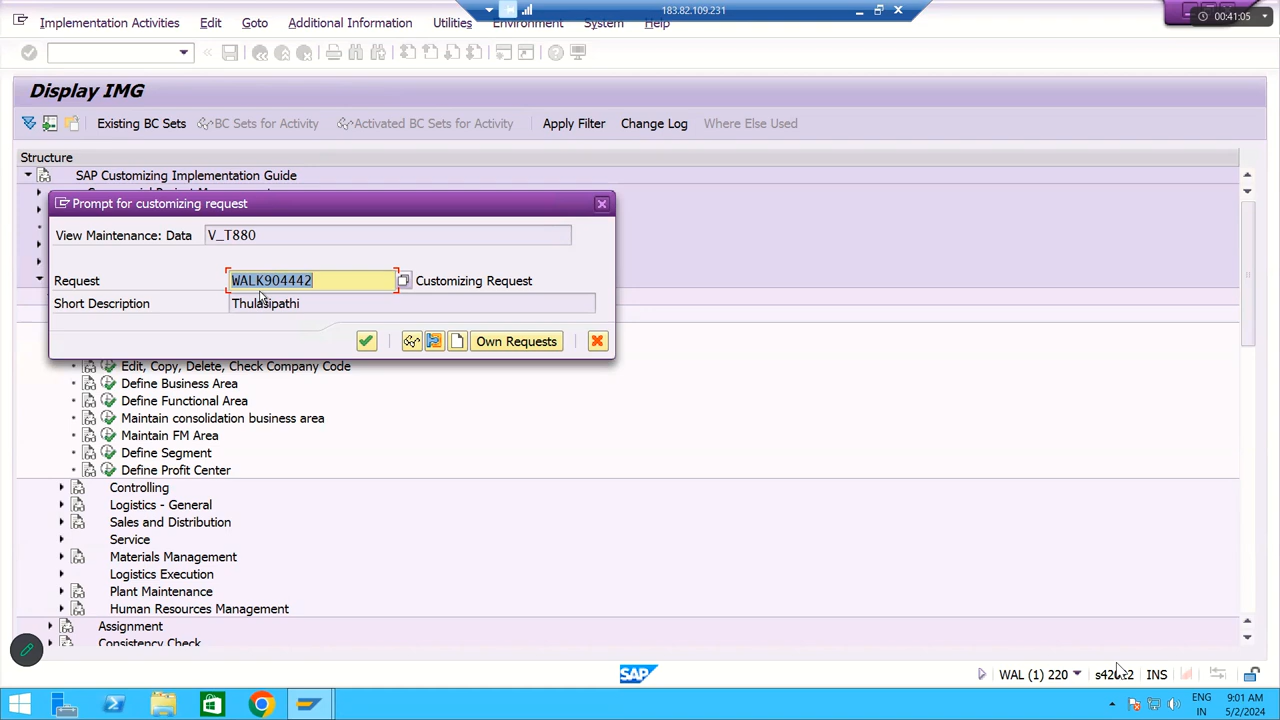 183.82.109.231
00:41:05
Implementation Activities Edit Goto Additional Information Utilities Environment System Help
Display IMG
Existing BC Sets BC Sets for Activity Activated BC Sets for Activity Apply Filter Change Log Where Else Used
Structure
SAP Customizing Implementation Guide
Prompt for customizing request
View Maintenance: Data V_T880
Request WALK904442 Customizing Request
Short Description Thulasipathi
Own Requests
Edit, Copy, Delete, Check Company Code
Define Business Area
Define Functional Area
Maintain consolidation business area
Maintain FM Area
Define Segment
Define Profit Center
Controlling
Logistics - General
Sales and Distribution
Service
Materials Management
Logistics Execution
Plant Maintenance
Human Resources Management
Assignment
Consistency Check
SAP WAL (1) 220 INS
ENG 9:01 AM
IN 5/2/2024